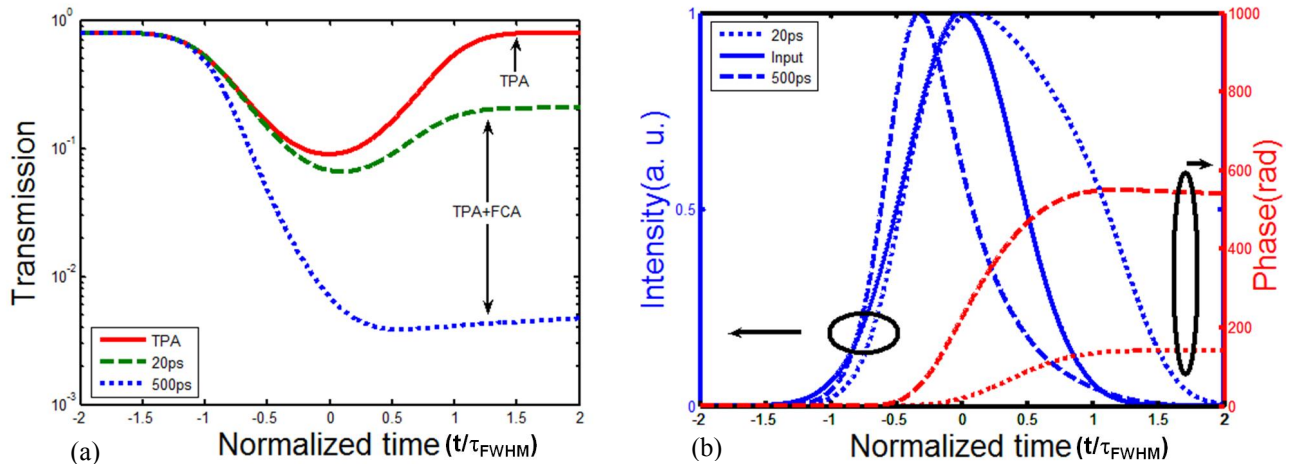 Transmission
10^0
10^-1
10^-2
10^-3
TPA
TPA+FCA
TPA
20ps
500ps
-2 -1.5 -1 -0.5 0 0.5 1 1.5 2
(a) Normalized time (t/τFWHM)
Intensity(a. u.)
1
0.5
0
20ps
Input
500ps
1000
800
600
400
200
0
Phase(rad)
-2 -1.5 -1 -0.5 0 0.5 1 1.5 2
(b) Normalized time (t/τFWHM)